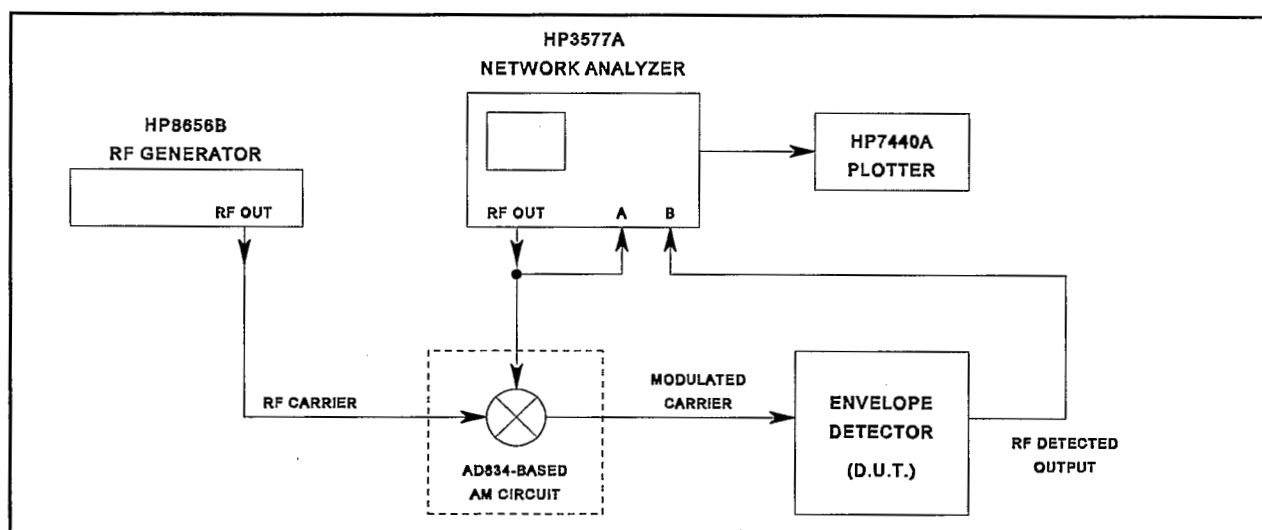 HP3577A
NETWORK ANALYZER
HP8656B
RF GENERATOR
RF OUT
RF OUT
A
B
HP7440A
PLOTTER
RF CARRIER
AD834-BASED
AM CIRCUIT
MODULATED
CARRIER
ENVELOPE
DETECTOR
(D.U.T.)
RF DETECTED
OUTPUT